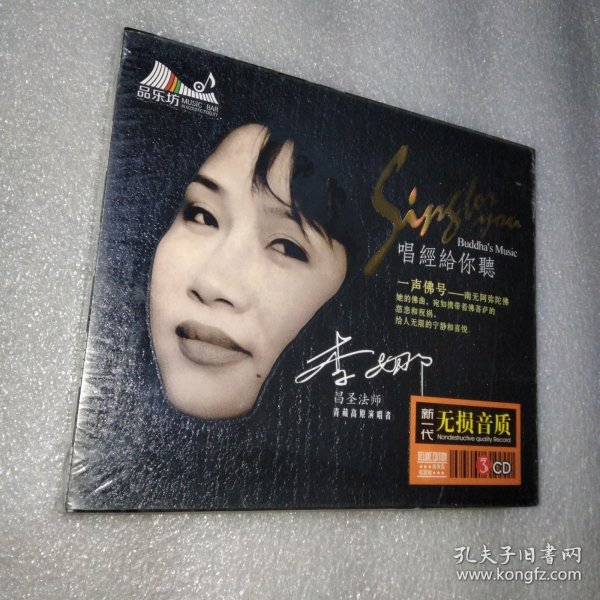 品乐坊
MUSIC BAR
Sing for you
Buddha's Music
唱經給你聽
一声佛号——南无阿弥陀佛
她的佛曲，宛如携带着佛菩萨的
慈悲和祝祷，
给人无限的宁静和喜悦
李娜
昌圣法师
青藏高原演唱者
新一代
无损音质
Nondestructive quality Record
DELUXE EDITION
3CD
孔夫子旧书网
www.kongfz.com